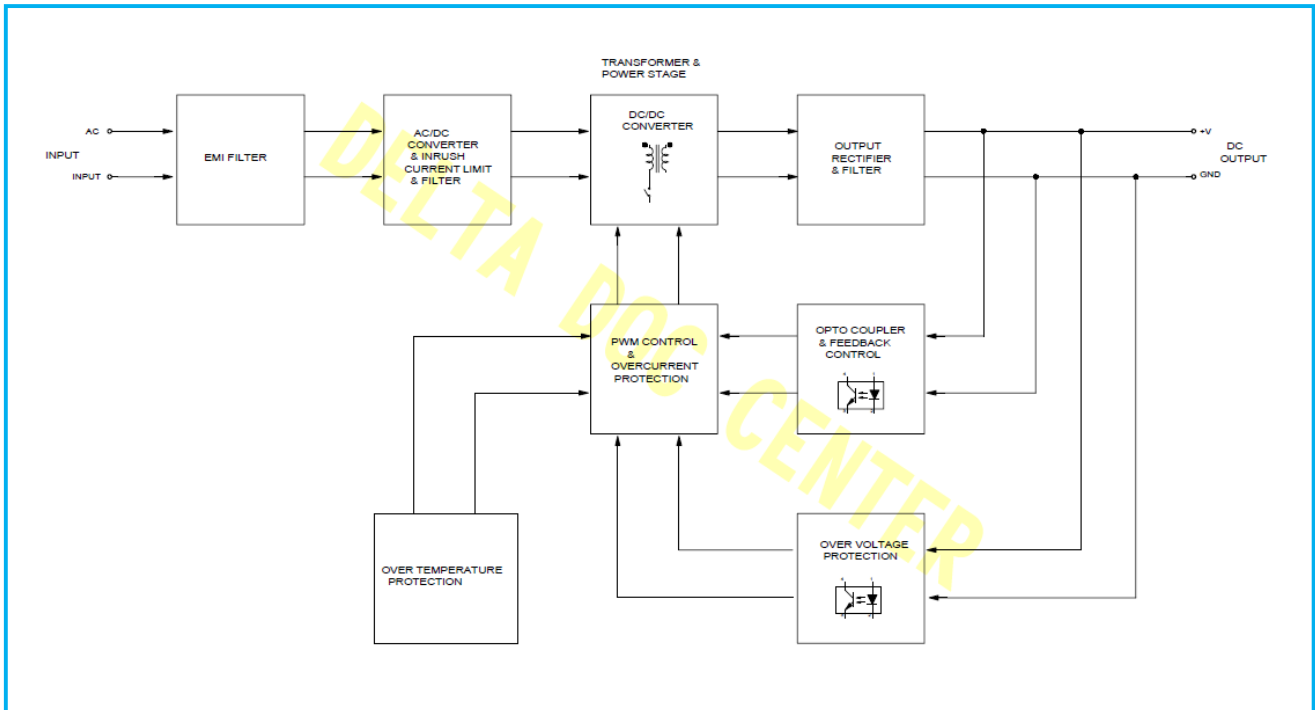 TRANSFORMER &
POWER STAGE
AC
INPUT
INPUT
EMI FILTER
AC/DC
CONVERTER
& INRUSH
CURRENT LIMIT
& FILTER
DC/DC
CONVERTER
OUTPUT
RECTIFIER
& FILTER
+V
DC
OUTPUT
GND
PWM CONTROL
&
OVERCURRENT
PROTECTION
OPTO COUPLER
& FEEDBACK
CONTROL
OVER TEMPERATURE
PROTECTION
OVER VOLTAGE
PROTECTION
DELTA DOC CENTER